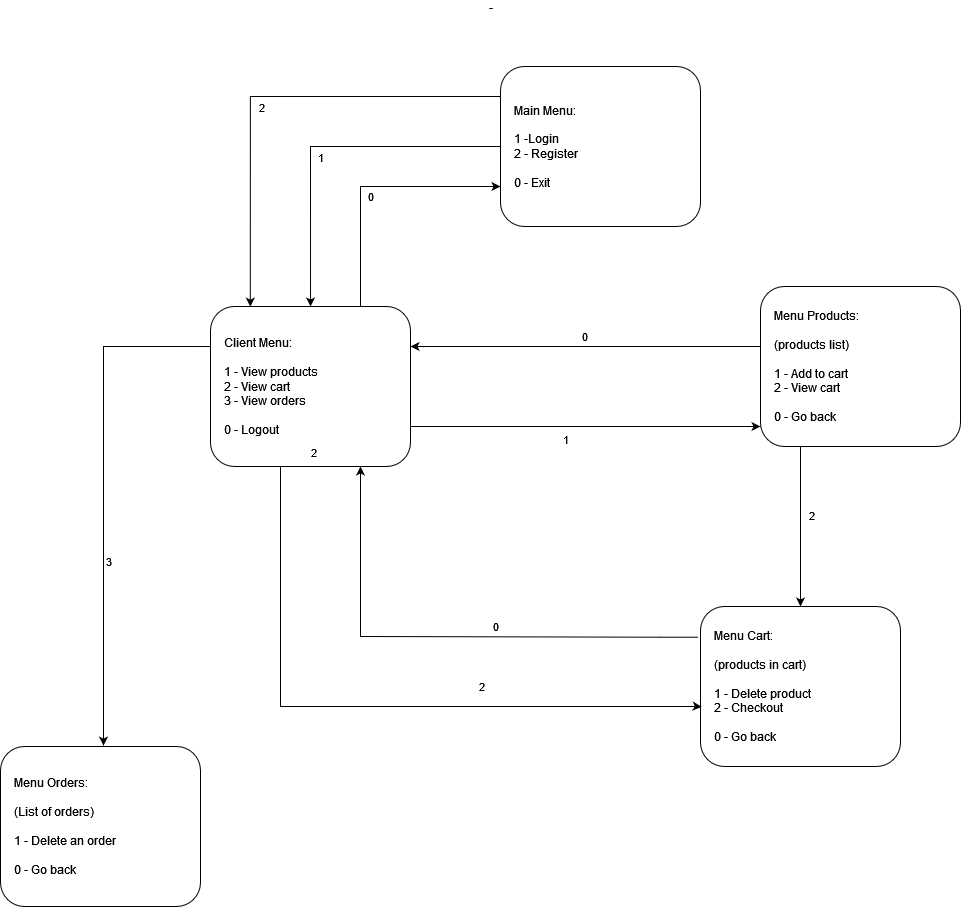 -
Main Menu:
1 -Login
2 - Register
0 - Exit
2
1
0
Client Menu:
1 - View products
2 - View cart
3 - View orders
0 - Logout
2
Menu Products:
(products list)
1 - Add to cart
2 - View cart
0 - Go back
0
1
2
3
0
2
Menu Cart:
(products in cart)
1 - Delete product
2 - Checkout
0 - Go back
Menu Orders:
(List of orders)
1 - Delete an order
0 - Go back